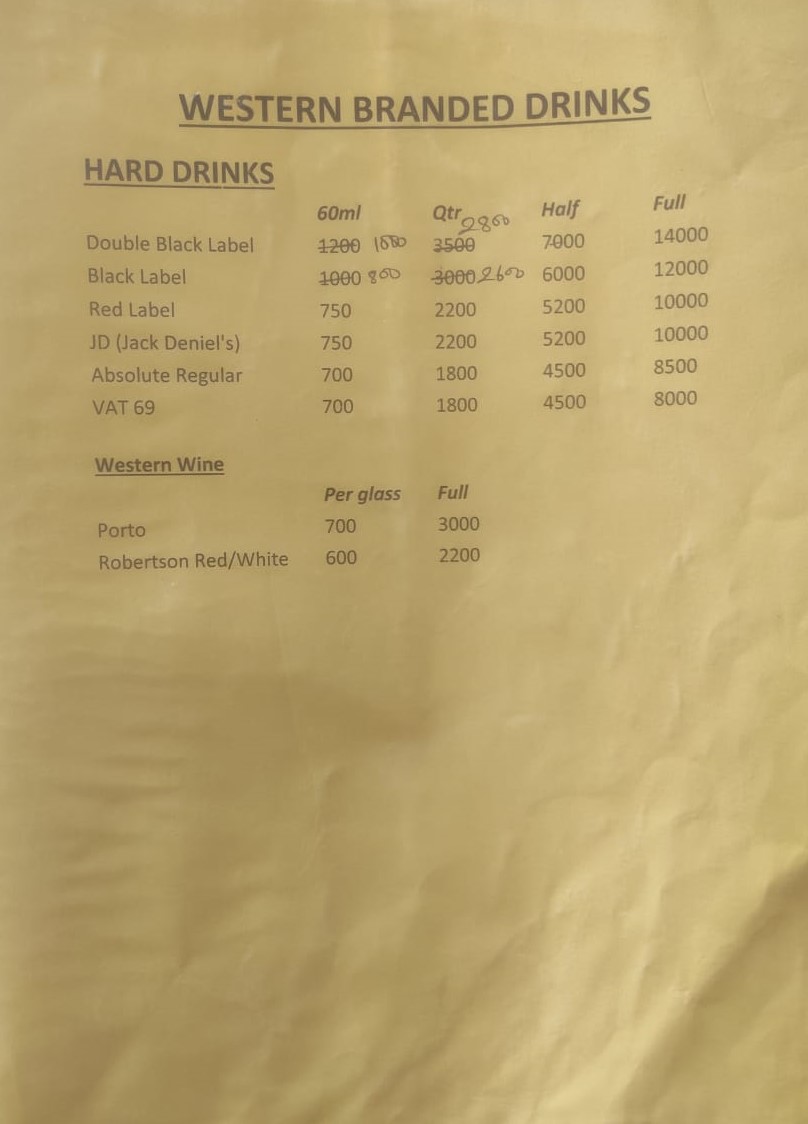 WESTERN BRANDED DRINKS
HARD DRINKS
60ml Qtr Half Full
2800
Double Black Label 1200 1000 3500 7000 14000
Black Label 1000 800 3000 2600 6000 12000
Red Label 750 2200 5200 10000
JD (Jack Deniel's) 750 2200 5200 10000
Absolute Regular 700 1800 4500 8500
VAT 69 700 1800 4500 8000
Western Wine
Per glass Full
Porto 700 3000
Robertson Red/White 600 2200